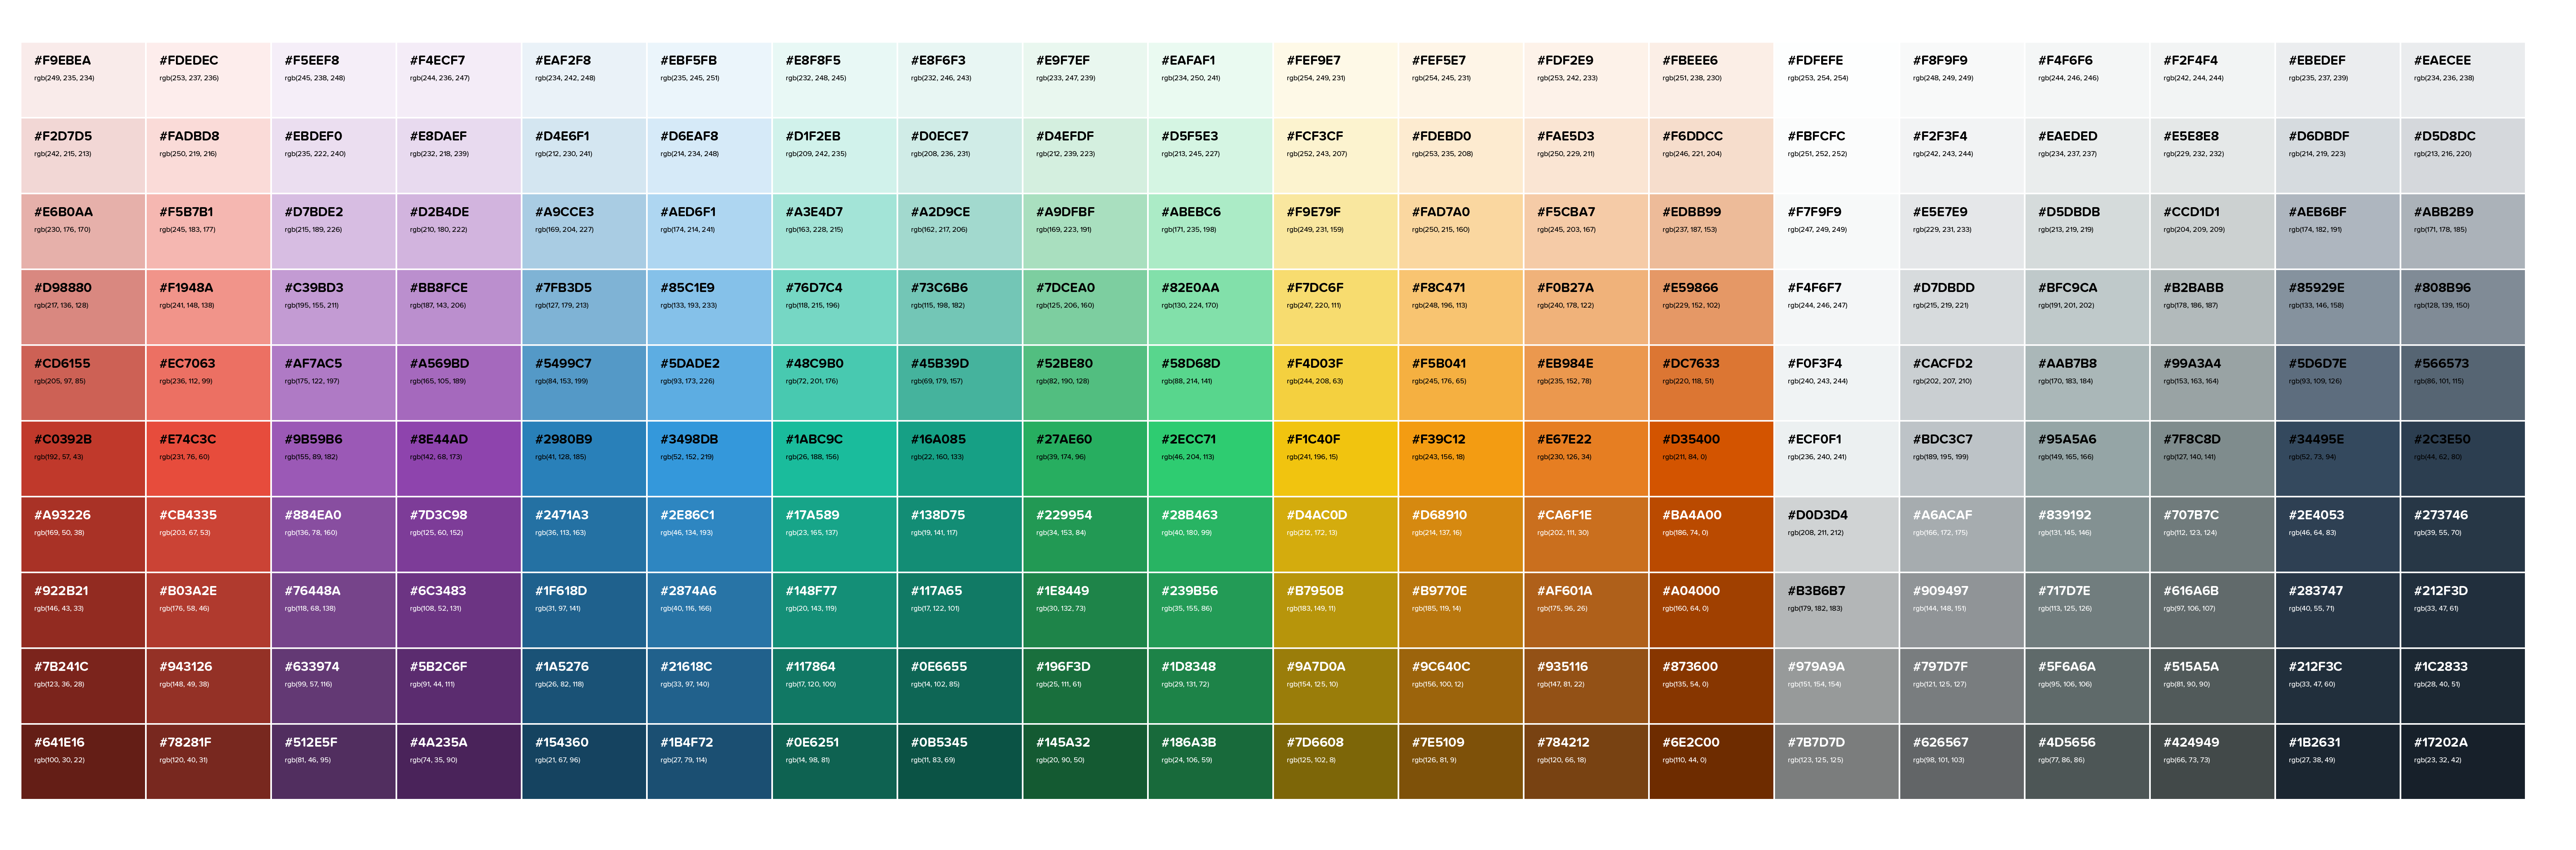 #F9EBEA #FDEDEC #F5EEF8 #F4ECF7 #EAF2F8 #EBF5FB #E8F8F5 #E8F6F3 #E9F7EF #EAFAF1 #FEF9E7 #FEF5E7 #FDF2E9 #FBEEE6 #FDFEFE #F8F9F9 #F4F6F6 #F2F4F4 #EBEDEF #EAECEE
rgb(249, 235, 234) rgb(253, 237, 236) rgb(245, 238, 248) rgb(244, 236, 247) rgb(234, 242, 248) rgb(235, 245, 251) rgb(232, 248, 245) rgb(232, 246, 243) rgb(233, 247, 239) rgb(234, 250, 241) rgb(254, 249, 231) rgb(254, 245, 231) rgb(253, 242, 233) rgb(251, 238, 230) rgb(253, 254, 254) rgb(248, 249, 249) rgb(244, 246, 246) rgb(242, 244, 244) rgb(235, 237, 239) rgb(234, 236, 238)
#F2D7D5 #FADBD8 #EBDEF0 #E8DAEF #D4E6F1 #D6EAF8 #D1F2EB #D0ECE7 #D4EFDF #D5F5E3 #FCF3CF #FDEBD0 #FAE5D3 #F6DDCC #FBFCFC #F2F3F4 #EAEDED #E5E8E8 #D6DBDF #D5D8DC
rgb(242, 215, 213) rgb(250, 219, 216) rgb(235, 222, 240) rgb(232, 218, 239) rgb(212, 230, 241) rgb(214, 234, 248) rgb(209, 242, 235) rgb(208, 236, 231) rgb(212, 239, 223) rgb(213, 245, 227) rgb(252, 243, 207) rgb(253, 235, 208) rgb(250, 229, 211) rgb(246, 221, 204) rgb(251, 252, 252) rgb(242, 243, 244) rgb(234, 237, 237) rgb(229, 232, 232) rgb(214, 219, 223) rgb(213, 216, 220)
#E6B0AA #F5B7B1 #D7BDE2 #D2B4DE #A9CCE3 #AED6F1 #A3E4D7 #A2D9CE #A9DFBF #ABEBC6 #F9E79F #FAD7A0 #F5CBA7 #EDBB99 #F7F9F9 #E5E7E9 #D5DBDB #CCD1D1 #AEB6BF #ABB2B9
rgb(230, 176, 170) rgb(245, 183, 177) rgb(215, 189, 226) rgb(210, 180, 222) rgb(169, 204, 227) rgb(174, 214, 241) rgb(163, 228, 215) rgb(162, 217, 206) rgb(169, 223, 191) rgb(171, 235, 198) rgb(249, 231, 159) rgb(250, 215, 160) rgb(245, 203, 167) rgb(237, 187, 153) rgb(247, 249, 249) rgb(229, 231, 233) rgb(213, 219, 219) rgb(204, 209, 209) rgb(174, 182, 191) rgb(171, 178, 185)
#D98880 #F1948A #C39BD3 #BB8FCE #7FB3D5 #85C1E9 #76D7C4 #73C6B6 #7DCEA0 #82E0AA #F7DC6F #F8C471 #F0B27A #E59866 #F4F6F7 #D7DBDD #BFC9CA #B2BABB #85929E #808B96
rgb(217, 136, 128) rgb(241, 148, 138) rgb(195, 155, 211) rgb(187, 143, 206) rgb(127, 179, 213) rgb(133, 193, 233) rgb(118, 215, 196) rgb(115, 198, 182) rgb(125, 206, 160) rgb(130, 224, 170) rgb(247, 220, 111) rgb(248, 196, 113) rgb(240, 178, 122) rgb(229, 152, 102) rgb(244, 246, 247) rgb(215, 219, 221) rgb(191, 201, 202) rgb(178, 186, 187) rgb(133, 146, 158) rgb(128, 139, 150)
#CD6155 #EC7063 #AF7AC5 #A569BD #5499C7 #5DADE2 #48C9B0 #45B39D #52BE80 #58D68D #F4D03F #F5B041 #EB984E #DC7633 #F0F3F4 #CACFD2 #AAB7B8 #99A3A4 #5D6D7E #566573
rgb(205, 97, 85) rgb(236, 112, 99) rgb(175, 122, 197) rgb(165, 105, 189) rgb(84, 153, 199) rgb(93, 173, 226) rgb(72, 201, 176) rgb(69, 179, 157) rgb(82, 190, 128) rgb(88, 214, 141) rgb(244, 208, 63) rgb(245, 176, 65) rgb(235, 152, 78) rgb(220, 118, 51) rgb(240, 243, 244) rgb(202, 207, 210) rgb(170, 183, 184) rgb(153, 163, 164) rgb(93, 109, 126) rgb(86, 101, 115)
#C0392B #E74C3C #9B59B6 #8E44AD #2980B9 #3498DB #1ABC9C #16A085 #27AE60 #2ECC71 #F1C40F #F39C12 #E67E22 #D35400 #ECF0F1 #BDC3C7 #95A5A6 #7F8C8D #34495E #2C3E50
rgb(192, 57, 43) rgb(231, 76, 60) rgb(155, 89, 182) rgb(142, 68, 173) rgb(41, 128, 185) rgb(52, 152, 219) rgb(26, 188, 156) rgb(22, 160, 133) rgb(39, 174, 96) rgb(46, 204, 113) rgb(241, 196, 15) rgb(243, 156, 18) rgb(230, 126, 34) rgb(211, 84, 0) rgb(236, 240, 241) rgb(189, 195, 199) rgb(149, 165, 166) rgb(127, 140, 141) rgb(52, 73, 94) rgb(44, 62, 80)
#A93226 #CB4335 #884EA0 #7D3C98 #2471A3 #2E86C1 #17A589 #138D75 #229954 #28B463 #D4AC0D #D68910 #CA6F1E #BA4A00 #D0D3D4 #A6ACAF #839192 #707B7C #2E4053 #273746
rgb(169, 50, 38) rgb(203, 67, 53) rgb(136, 78, 160) rgb(125, 60, 152) rgb(36, 113, 163) rgb(46, 134, 193) rgb(23, 165, 137) rgb(19, 141, 117) rgb(34, 153, 84) rgb(40, 180, 99) rgb(212, 172, 13) rgb(214, 137, 16) rgb(202, 111, 30) rgb(186, 74, 0) rgb(208, 211, 212) rgb(166, 172, 175) rgb(131, 145, 146) rgb(112, 123, 124) rgb(46, 64, 83) rgb(39, 55, 70)
#922B21 #B03A2E #76448A #6C3483 #1F618D #2874A6 #148F77 #117A65 #1E8449 #239B56 #B7950B #B9770E #AF601A #A04000 #B3B6B7 #909497 #717D7E #616A6B #283747 #212F3D
rgb(146, 43, 33) rgb(176, 58, 46) rgb(118, 68, 138) rgb(108, 52, 131) rgb(31, 97, 141) rgb(40, 116, 166) rgb(20, 143, 119) rgb(17, 122, 101) rgb(30, 132, 73) rgb(35, 155, 86) rgb(183, 149, 11) rgb(185, 119, 14) rgb(175, 96, 26) rgb(160, 64, 0) rgb(179, 182, 183) rgb(144, 148, 151) rgb(113, 125, 126) rgb(97, 106, 107) rgb(40, 55, 71) rgb(33, 47, 61)
#7B241C #943126 #633974 #5B2C6F #1A5276 #21618C #117864 #0E6655 #196F3D #1D8348 #9A7D0A #9C640C #935116 #873600 #979A9A #797D7F #5F6A6A #515A5A #212F3C #1C2833
rgb(123, 36, 28) rgb(148, 49, 38) rgb(99, 57, 116) rgb(91, 44, 111) rgb(26, 82, 118) rgb(33, 97, 140) rgb(17, 120, 100) rgb(14, 102, 85) rgb(25, 111, 61) rgb(29, 131, 72) rgb(154, 125, 10) rgb(156, 100, 12) rgb(147, 81, 22) rgb(135, 54, 0) rgb(151, 154, 154) rgb(121, 125, 127) rgb(95, 106, 106) rgb(81, 90, 90) rgb(33, 47, 60) rgb(28, 40, 51)
#641E16 #78281F #512E5F #4A235A #154360 #1B4F72 #0E6251 #0B5345 #145A32 #186A3B #7D6608 #7E5109 #784212 #6E2C00 #7B7D7D #626567 #4D5656 #424949 #1B2631 #17202A
rgb(100, 30, 22) rgb(120, 40, 31) rgb(81, 46, 95) rgb(74, 35, 90) rgb(21, 67, 96) rgb(27, 79, 114) rgb(14, 98, 81) rgb(11, 83, 69) rgb(20, 90, 50) rgb(24, 106, 59) rgb(125, 102, 8) rgb(126, 81, 9) rgb(120, 66, 18) rgb(110, 44, 0) rgb(123, 125, 125) rgb(98, 101, 103) rgb(77, 86, 86) rgb(66, 73, 73) rgb(27, 38, 49) rgb(23, 32, 42)